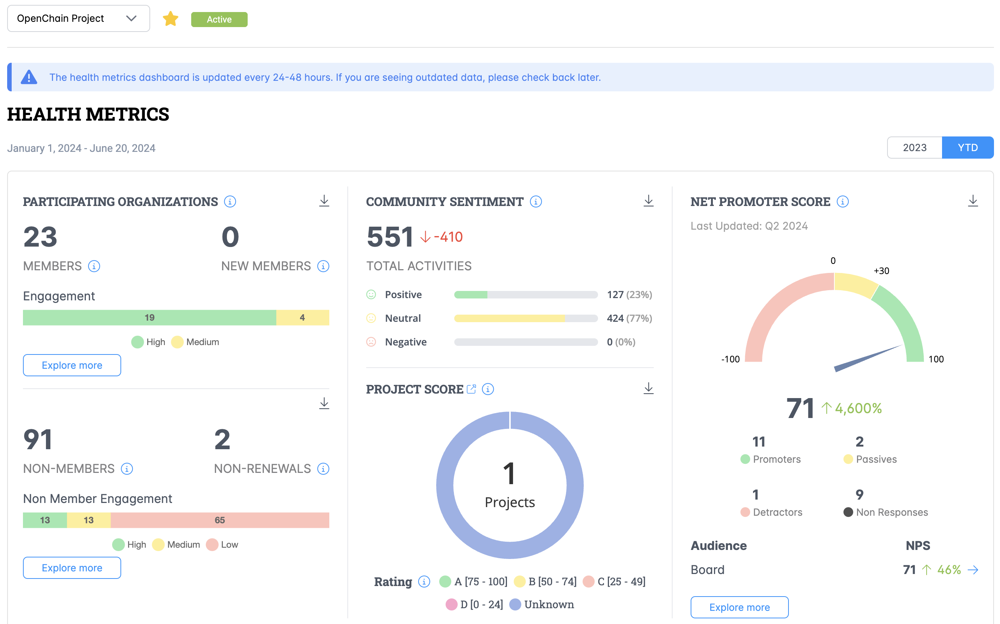 OpenChain Project
Active
The health metrics dashboard is updated every 24-48 hours. If you are seeing outdated data, please check back later.
HEALTH METRICS
January 1, 2024 - June 20, 2024
2023
YTD
PARTICIPATING ORGANIZATIONS
23
0
MEMBERS
NEW MEMBERS
Engagement
19
4
High
Medium
Explore more
91
2
NON-MEMBERS
NON-RENEWALS
Non Member Engagement
13
13
65
High
Medium
Low
Explore more
COMMUNITY SENTIMENT
551 -410
TOTAL ACTIVITIES
Positive 127 (23%)
Neutral 424 (77%)
Negative 0 (0%)
PROJECT SCORE
1
Projects
Rating A [75 - 100] B [50 - 74] C [25 - 49]
D [0 - 24] Unknown
NET PROMOTER SCORE
Last Updated: Q2 2024
0
+30
-100
100
71 4,600%
11
2
Promoters
Passives
1
9
Detractors
Non Responses
Audience NPS
Board 71 46%
Explore more